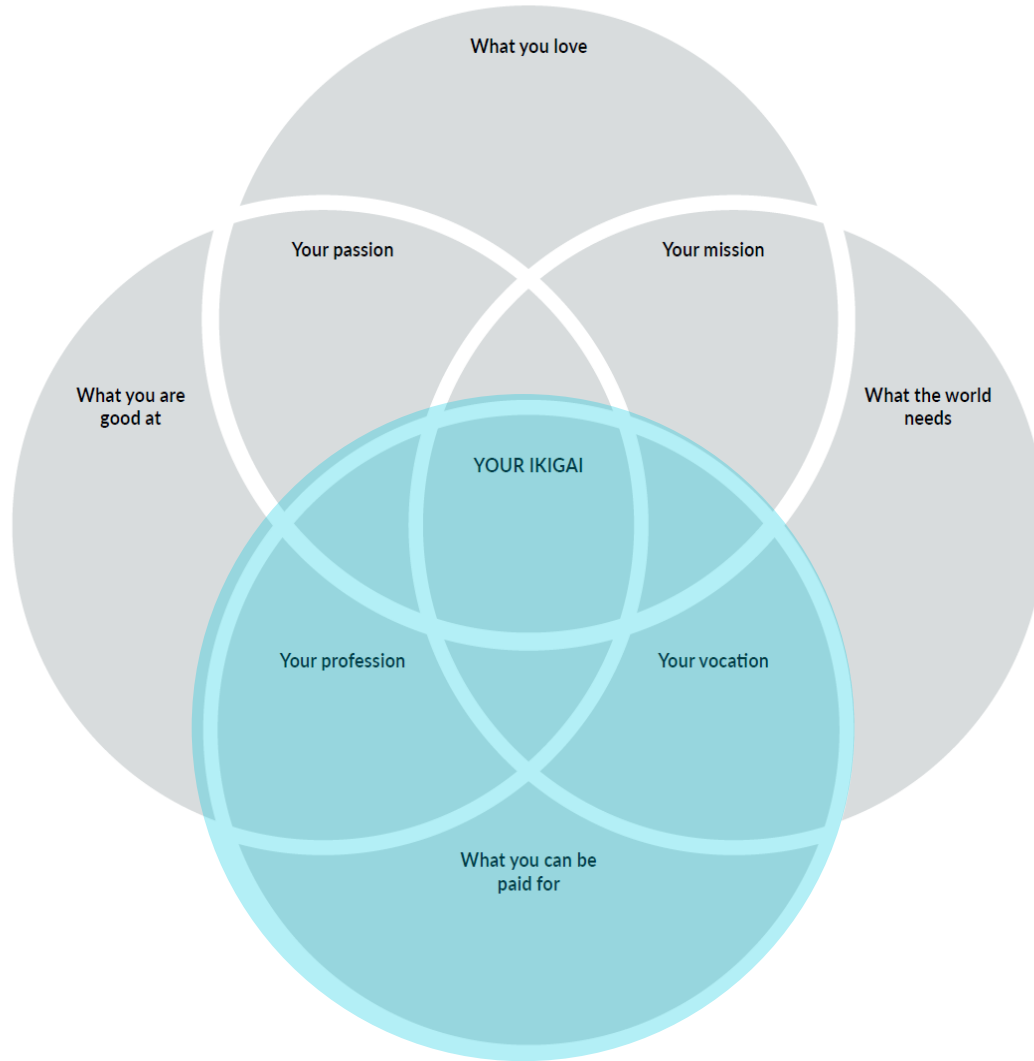 What you love
Your passion
Your mission
What you are
good at
What the world
needs
YOUR IKIGAI
Your profession
Your vocation
What you can be
paid for